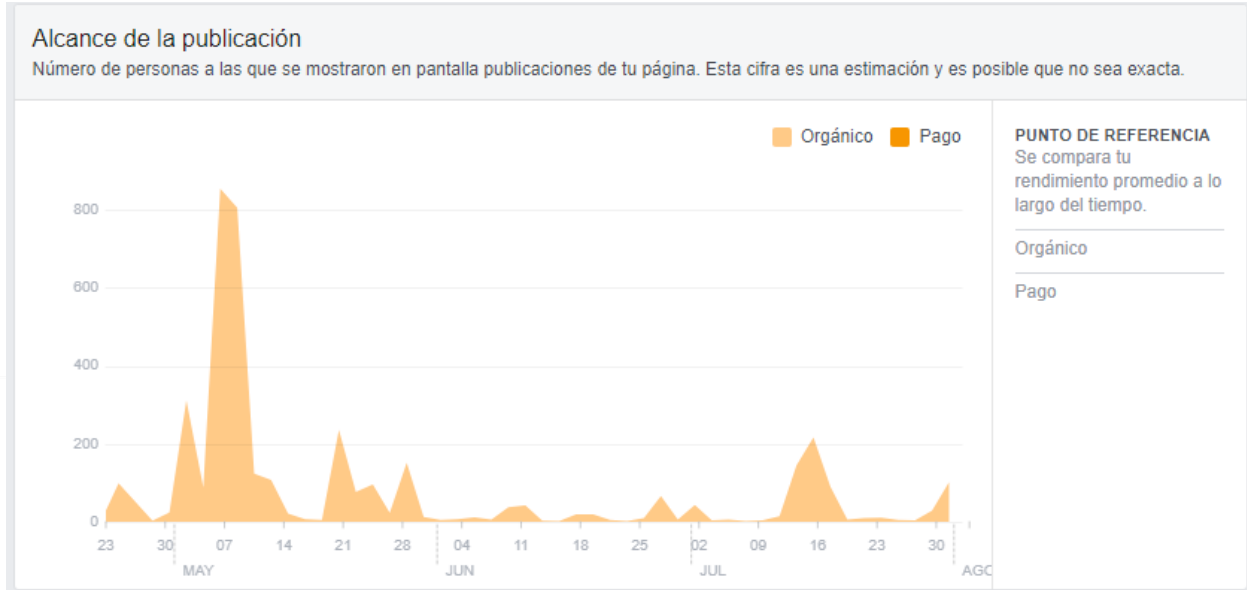 Alcance de la publicación
Número de personas a las que se mostraron en pantalla publicaciones de tu página. Esta cifra es una estimación y es posible que no sea exacta.
Orgánico Pago
800
600
400
200
0
23 30 07 14 21 28 04 11 18 25 02 09 16 23 30
MAY JUN JUL AGO
PUNTO DE REFERENCIA
Se compara tu
rendimiento promedio a lo
largo del tiempo.
Orgánico
Pago